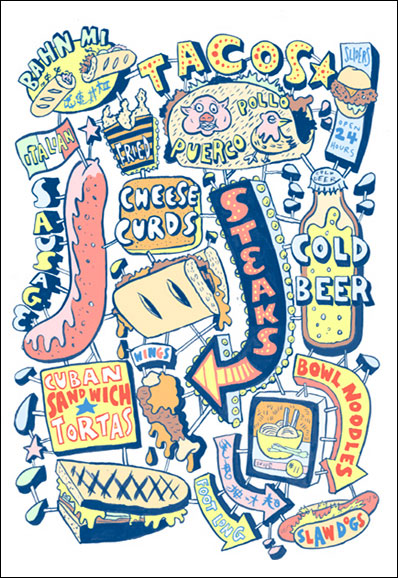 BAHN-MI
TACOS
SLIDERS
OPEN
24
HOURS
POLLO
PUERCO
FRIED!
ITALIAN
SAUSAGE
CHEESE
CURDS
STEAKS
COLD
BEER
COLD
BEER
WINGS
CUBAN
SANDWICH
TORTAS
BOWL NOODLES
FOOT LONG
SLAW DOGS